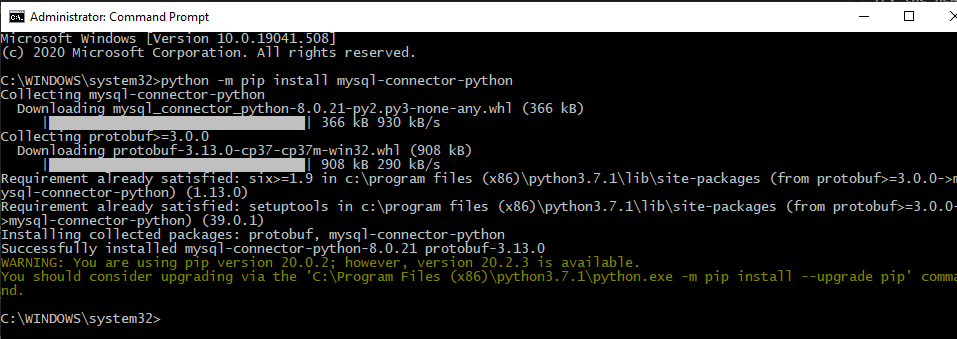 Administrator: Command Prompt
Microsoft Windows [Version 10.0.19041.508]
(c) 2020 Microsoft Corporation. All rights reserved.
C:\WINDOWS\system32>python -m pip install mysql-connector-python
Collecting mysql-connector-python
Downloading mysql_connector_python-8.0.21-py2.py3-none-any.whl (366 kB)
|████████████████████████████████| 366 kB 930 kB/s
Collecting protobuf>=3.0.0
Downloading protobuf-3.13.0-cp37-cp37m-win32.whl (908 kB)
|████████████████████████████████| 908 kB 290 kB/s
Requirement already satisfied: six>=1.9 in c:\program files (x86)\python3.7.1\lib\site-packages (from protobuf>=3.0.0->m
ysql-connector-python) (1.13.0)
Requirement already satisfied: setuptools in c:\program files (x86)\python3.7.1\lib\site-packages (from protobuf>=3.0.0-
>mysql-connector-python) (39.0.1)
Installing collected packages: protobuf, mysql-connector-python
Successfully installed mysql-connector-python-8.0.21 protobuf-3.13.0
WARNING: You are using pip version 20.0.2; however, version 20.2.3 is available.
You should consider upgrading via the 'C:\Program Files (x86)\python3.7.1\python.exe -m pip install --upgrade pip' comma
nd.
C:\WINDOWS\system32>